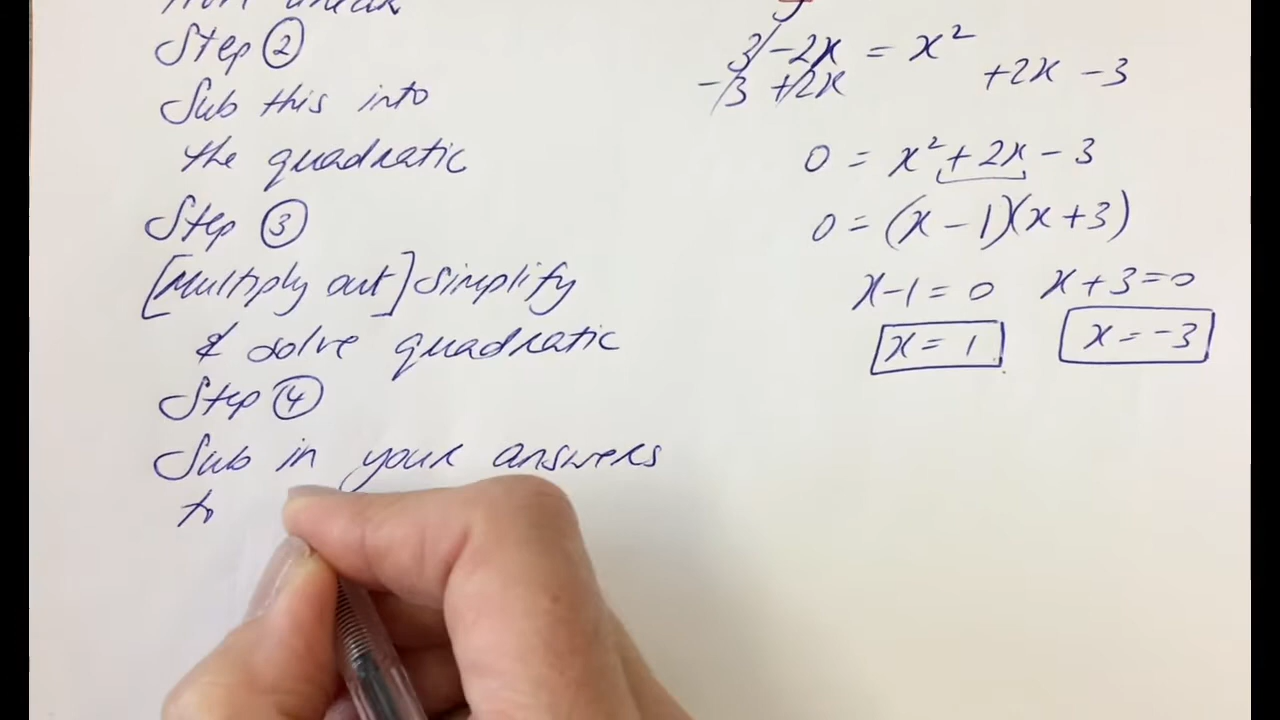 Step ②
Sub this into
the quadratic
Step ③
[Multiply out] Simplify
& solve quadratic
Step ④
Sub in your answers
to
3 - 2x = x²
-3 +2x +2x - 3
0 = x² + 2x - 3
0 = (x - 1)(x + 3)
x - 1 = 0 x + 3 = 0
x = 1 x = -3